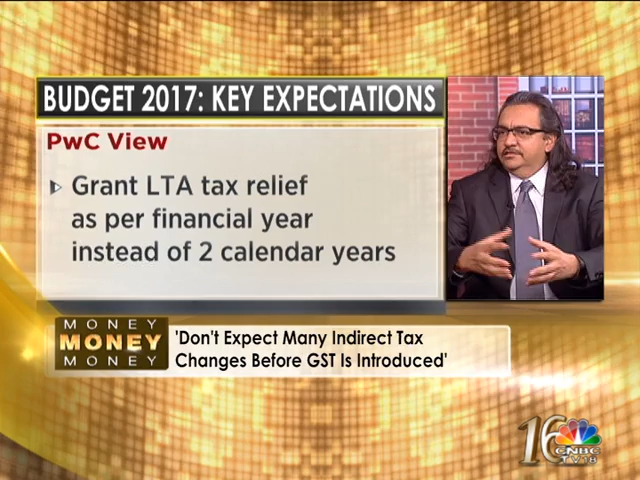 BUDGET 2017: KEY EXPECTATIONS
PwC View
Grant LTA tax relief
as per financial year
instead of 2 calendar years
MONEY
MONEY
MONEY
'Don't Expect Many Indirect Tax
Changes Before GST Is Introduced'
16
CNBC
TV18